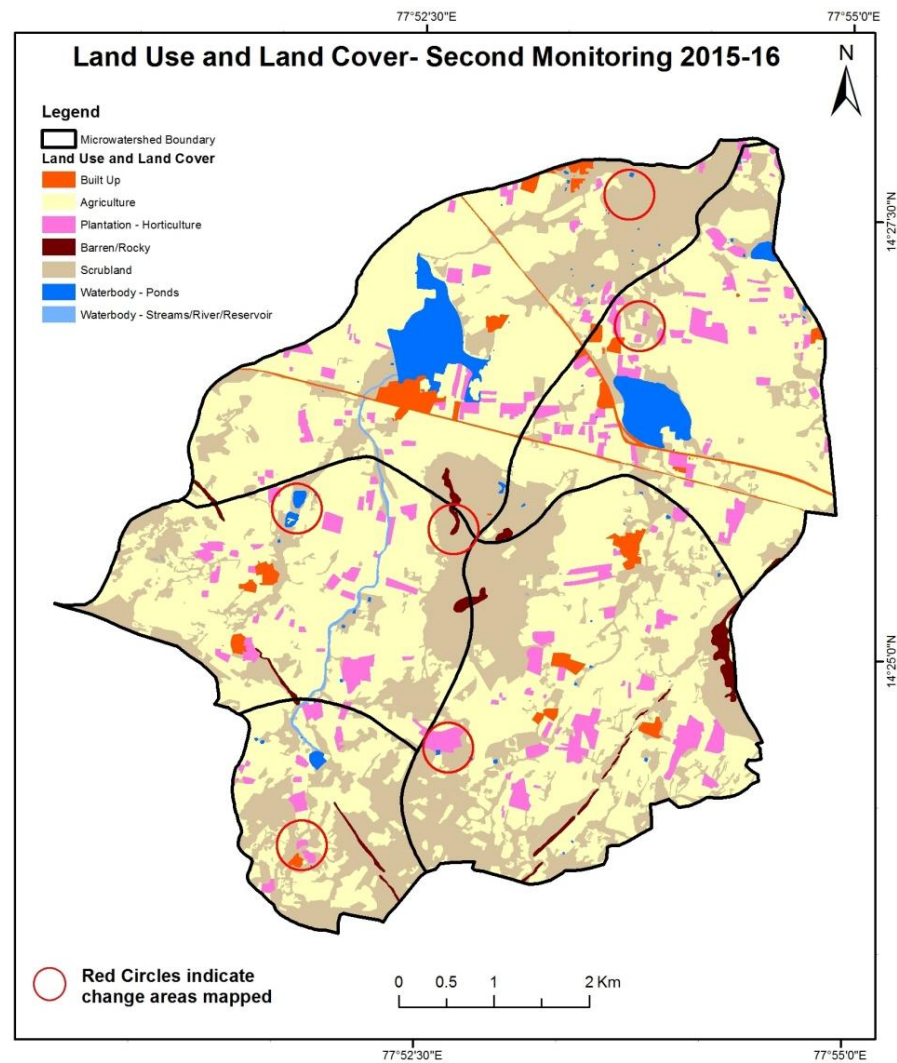 77°52'30"E
77°55'0"E
Land Use and Land Cover- Second Monitoring 2015-16
N
Legend
Microwatershed Boundary
Land Use and Land Cover
Built Up
Agriculture
Plantation - Horticulture
Barren/Rocky
Scrubland
Waterbody - Ponds
Waterbody - Streams/River/Reservoir
14°27'30"N
14°25'0"N
Red Circles indicate
change areas mapped
0 0.5 1 2 Km
77°52'30"E
77°55'0"E